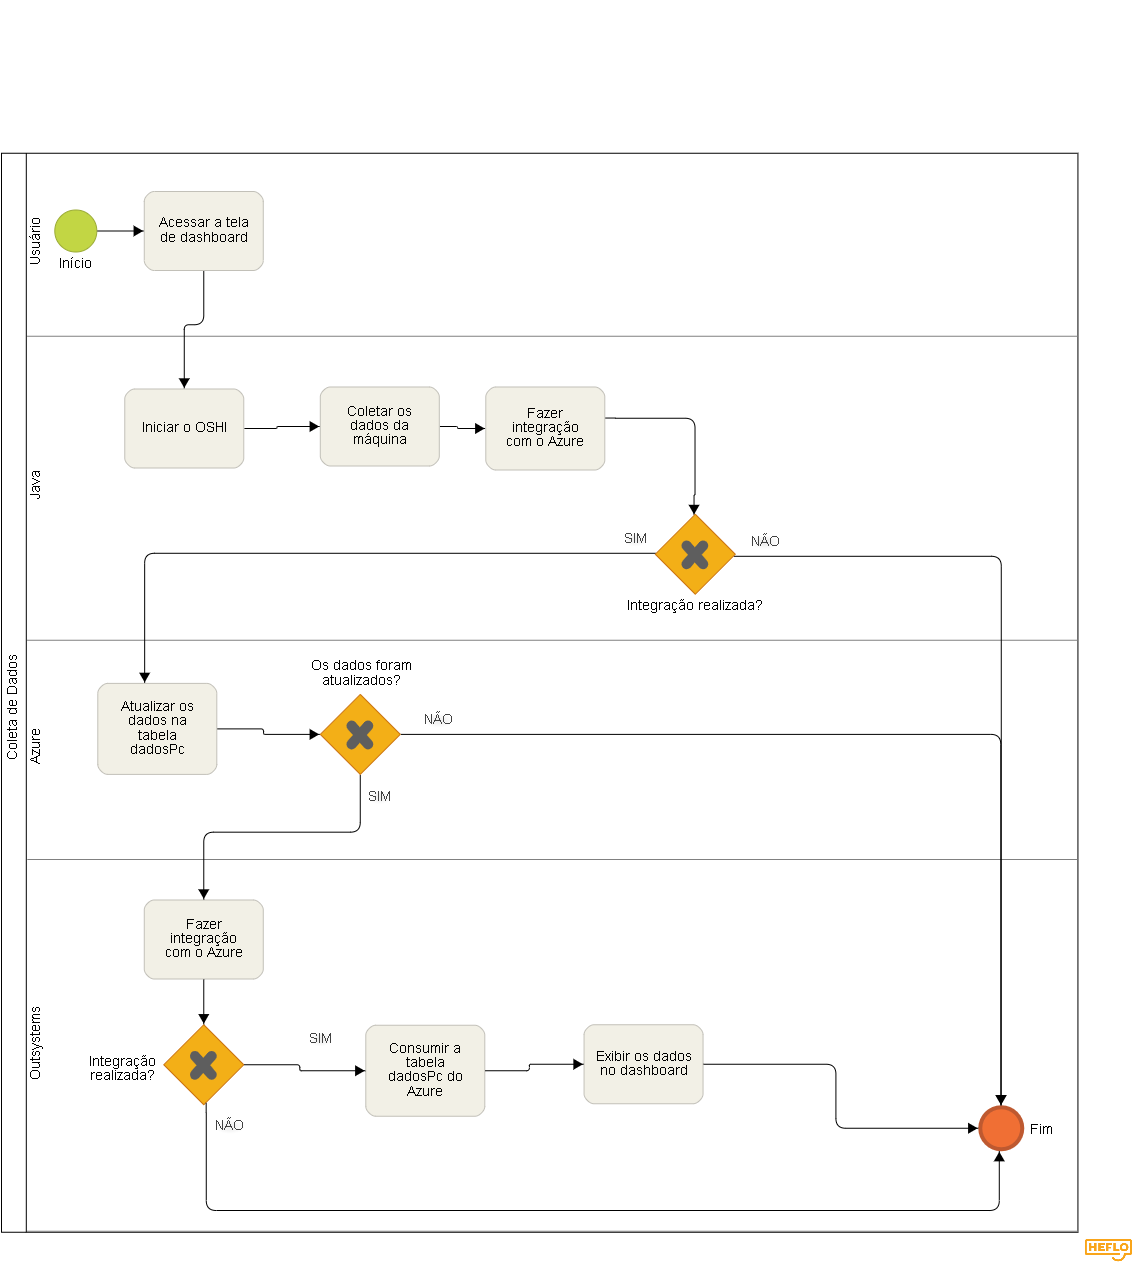 Coleta de Dados
Usuário
Início
Acessar a tela
de dashboard
Java
Iniciar o OSHI
Coletar os
dados da
máquina
Fazer
integração
com o Azure
SIM
NÃO
Integração realizada?
Azure
Atualizar os
dados na
tabela
dadosPc
Os dados foram
atualizados?
NÃO
SIM
Outsystems
Fazer
integração
com o Azure
Integração
realizada?
SIM
NÃO
Consumir a
tabela
dadosPc do
Azure
Exibir os dados
no dashboard
Fim
HEFLO